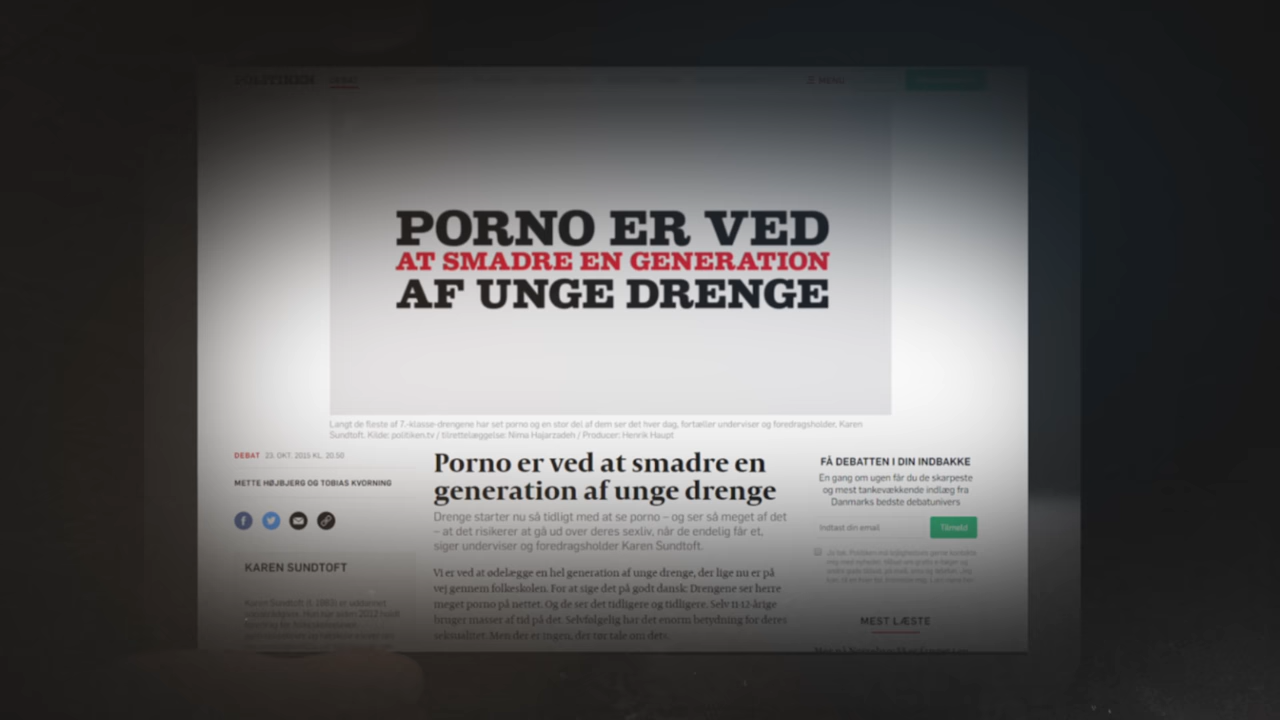 POLITIKEN DEBAT
MENU
PORNO ER VED
AT SMADRE EN GENERATION
AF UNGE DRENGE
Langt de fleste af 7.-klasse-drengene har set porno og en stor del af dem ser det hver dag, fortæller underviser og foredragsholder, Karen
Sundtoft. Kilde: politiken.tv / tilrettelæggelse: Nima Hajarzadeh / Producer: Henrik Haupt
DEBAT 23. OKT. 2015 KL. 20.50
METTE HØJBJERG OG TOBIAS KVORNING
KAREN SUNDTOFT
Karen Sundtoft (f. 1983) er uddannet
Porno er ved at smadre en
generation af unge drenge
Drenge starter nu så tidligt med at se porno – og ser så meget af det
– at det risikerer at gå ud over deres sexliv, når de endelig får et,
siger underviser og foredragsholder Karen Sundtoft.
Vi er ved at ødelægge en hel generation af unge drenge, der lige nu er på
vej gennem folkeskolen. For at sige det på godt dansk: Drengene ser herre
meget porno på nettet. Og de ser det tidligere og tidligere. Selv 11-12-årige
bruger masser af tid på det. Selvfølgelig har det enorm betydning for deres
seksualitet. Men der er ingen, der tør tale om det«.
FÅ DEBATTEN I DIN INDBAKKE
En gang om ugen får du de skarpeste
og mest tankevækkende indlæg fra
Danmarks bedste debatunivers
Indtast din email
Tilmeld
MEST LÆSTE